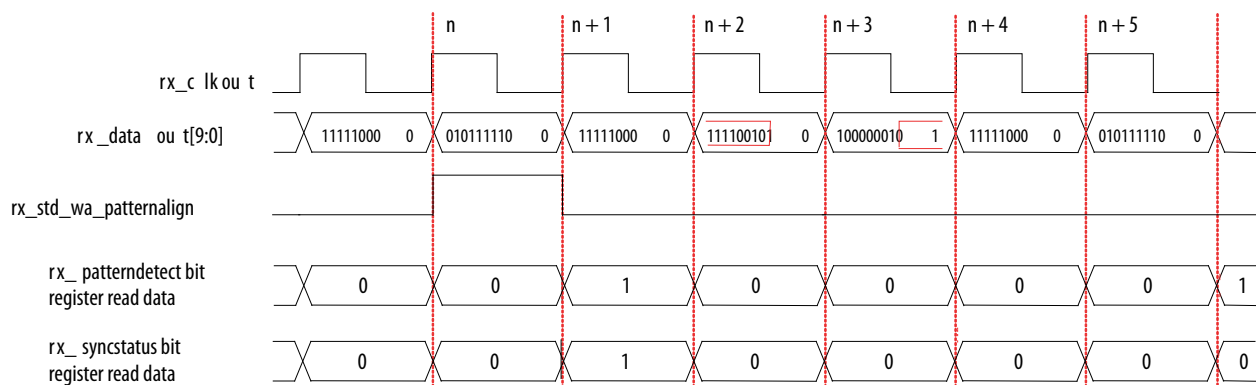 n n + 1 n + 2 n + 3 n + 4 n + 5
rx_c lk ou t
rx _data ou t[9:0] 11111000 0 010111110 0 11111000 0 111100101 0 100000010 1 11111000 0 010111110 0
rx_std_wa_patternalign
rx_ patterndetect bit
register read data
0 0 1 0 0 0 0 1
rx_ syncstatus bit
register read data
0 0 1 0 0 0 0 0